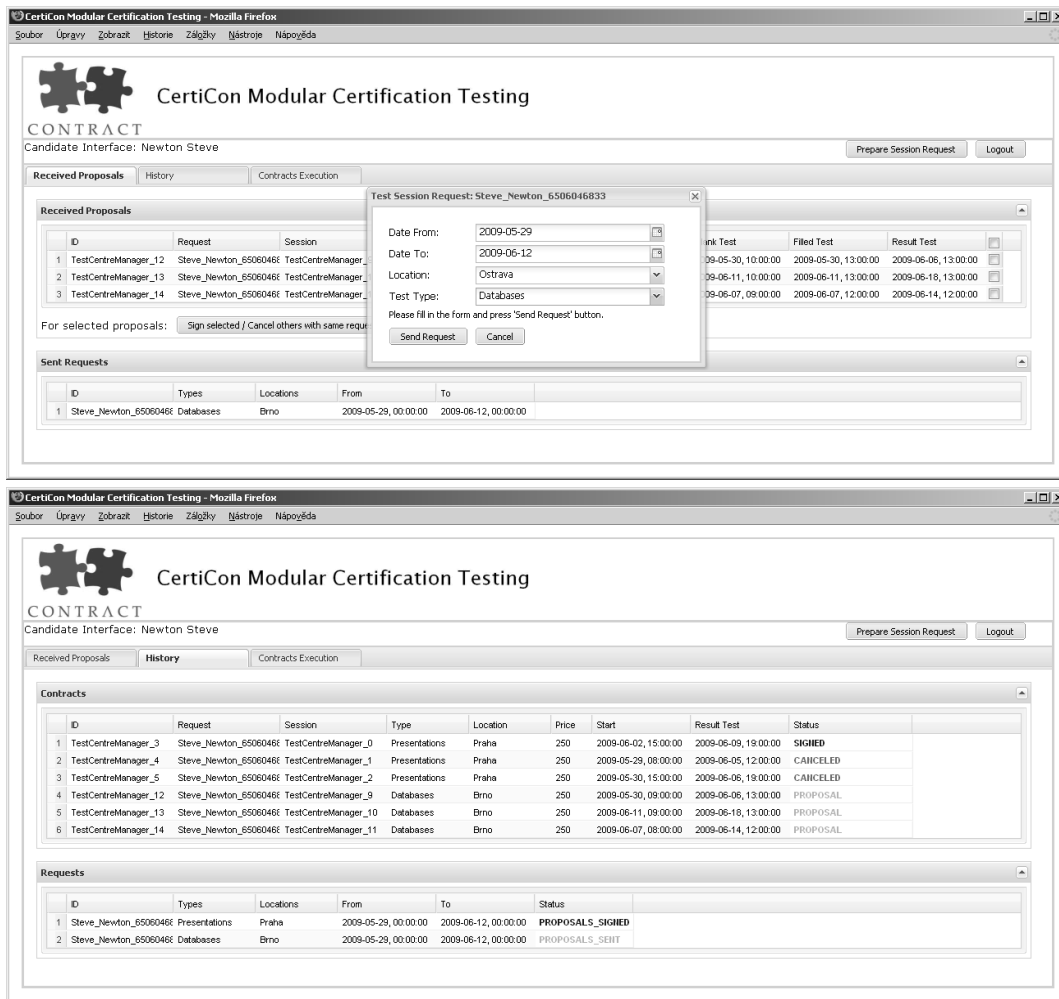 CertiCon Modular Certification Testing - Mozilla Firefox
Soubor Úpravy Zobrazit Historie Záložky Nástroje Nápověda
CertiCon Modular Certification Testing
CONTRACT
Candidate Interface: Newton Steve Prepare Session Request Logout
Received Proposals History Contracts Execution
Test Session Request: Steve_Newton_6506046833
Date From: 2009-05-29
Date To: 2009-06-12
Location: Ostrava
Test Type: Databases
Please fill in the form and press 'Send Request' button.
Send Request Cancel
Received Proposals
ID Request Session Test Filled Test Result Test
1 TestCentreManager_12 Steve_Newton_6506046 TestCentreManager_ 09-05-30, 10:00:00 2009-05-30, 13:00:00 2009-06-06, 13:00:00
2 TestCentreManager_13 Steve_Newton_6506046 TestCentreManager_ 09-06-11, 10:00:00 2009-06-11, 13:00:00 2009-06-18, 13:00:00
3 TestCentreManager_14 Steve_Newton_6506046 TestCentreManager_ 09-06-07, 09:00:00 2009-06-07, 12:00:00 2009-06-14, 12:00:00
For selected proposals: Sign selected / Cancel others with same reque
Sent Requests
ID Types Locations From To
1 Steve_Newton_6506046 Databases Brno 2009-05-29, 00:00:00 2009-06-12, 00:00:00
CertiCon Modular Certification Testing - Mozilla Firefox
Soubor Úpravy Zobrazit Historie Záložky Nástroje Nápověda
CertiCon Modular Certification Testing
CONTRACT
Candidate Interface: Newton Steve Prepare Session Request Logout
Received Proposals History Contracts Execution
Contracts
ID Request Session Type Location Price Start Result Test Status
1 TestCentreManager_3 Steve_Newton_6506046 TestCentreManager_0 Presentations Praha 250 2009-06-02, 15:00:00 2009-06-09, 19:00:00 SIGNED
2 TestCentreManager_4 Steve_Newton_6506046 TestCentreManager_1 Presentations Praha 250 2009-05-29, 08:00:00 2009-06-05, 12:00:00 CANCELED
3 TestCentreManager_5 Steve_Newton_6506046 TestCentreManager_2 Presentations Praha 250 2009-05-30, 15:00:00 2009-06-06, 19:00:00 CANCELED
4 TestCentreManager_12 Steve_Newton_6506046 TestCentreManager_9 Databases Brno 250 2009-05-30, 09:00:00 2009-06-06, 13:00:00 PROPOSAL
5 TestCentreManager_13 Steve_Newton_6506046 TestCentreManager_10 Databases Brno 250 2009-06-11, 09:00:00 2009-06-18, 13:00:00 PROPOSAL
6 TestCentreManager_14 Steve_Newton_6506046 TestCentreManager_11 Databases Brno 250 2009-06-07, 08:00:00 2009-06-14, 12:00:00 PROPOSAL
Requests
ID Types Locations From To Status
1 Steve_Newton_6506046 Presentations Praha 2009-05-29, 00:00:00 2009-06-12, 00:00:00 PROPOSALS_SIGNED
2 Steve_Newton_6506046 Databases Brno 2009-05-29, 00:00:00 2009-06-12, 00:00:00 PROPOSALS_SENT